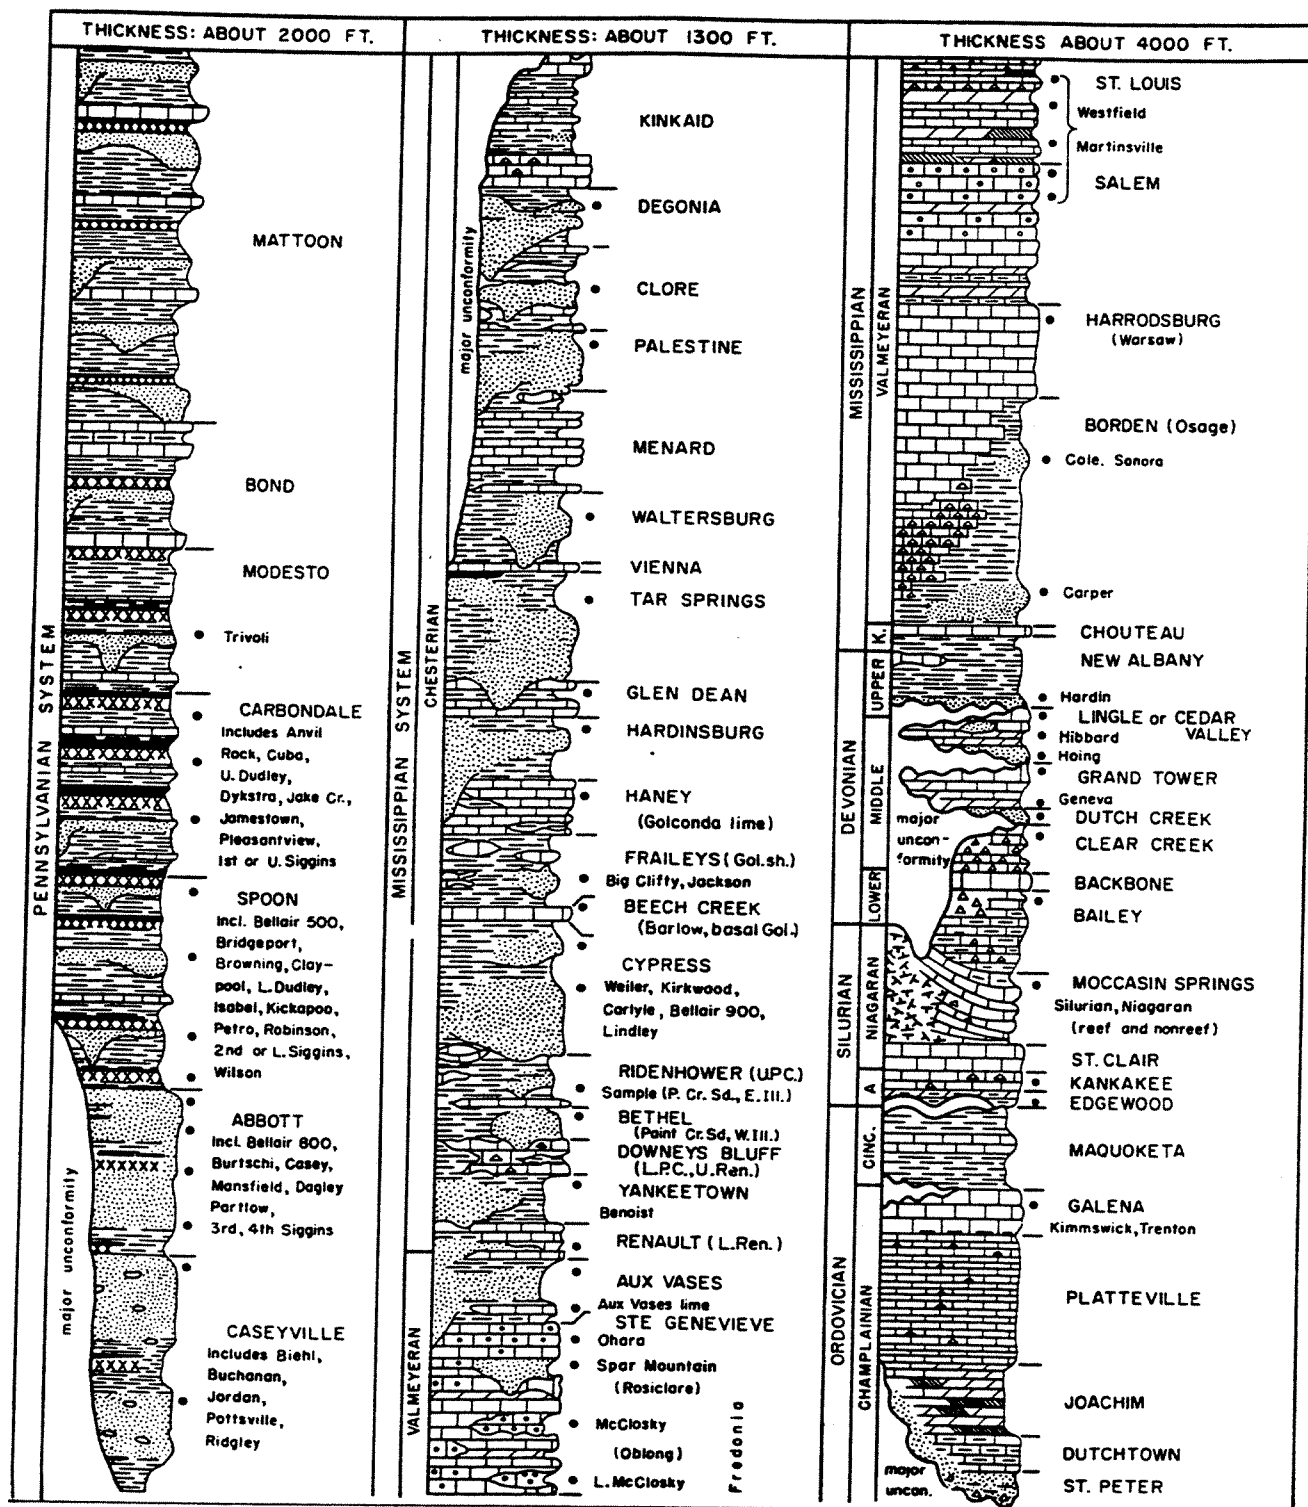 THICKNESS: ABOUT 2000 FT.
PENNSYLVANIAN SYSTEM
major unconformity
MATTOON
BOND
MODESTO
Trivoli
CARBONDALE
Includes Anvil
Rock, Cuba,
U. Dudley,
Dykstra, Jake Cr.,
Jamestown,
Pleasantview,
1st or U. Siggins
SPOON
Incl. Bellair 500,
Bridgeport,
Browning, Clay-
pool, L. Dudley,
Isabel, Kickapoo,
Petro, Robinson,
2nd or L. Siggins,
Wilson
ABBOTT
Incl. Bellair 800,
Burtschi, Casey,
Mansfield, Dagley
Partlow,
3rd, 4th Siggins
CASEYVILLE
Includes Biehl,
Buchanan,
Jordan,
Pottsville,
Ridgley
THICKNESS: ABOUT 1300 FT.
MISSISSIPPIAN SYSTEM
CHESTERIAN
VALMEYERAN
major unconformity
KINKAID
DEGONIA
CLORE
PALESTINE
MENARD
WALTERSBURG
VIENNA
TAR SPRINGS
GLEN DEAN
HARDINSBURG
HANEY
(Golconda lime)
FRAILEYS (Gol. sh.)
Big Clifty, Jackson
BEECH CREEK
(Barlow, basal Gol.)
CYPRESS
Weiler, Kirkwood,
Carlyle, Bellair 900,
Lindley
RIDENHOWER (U.P.C.)
Sample (P. Cr. Sd., E. Ill.)
BETHEL
(Paint Cr. Sd, W. Ill.)
DOWNEYS BLUFF
(L.P.C., U. Ren.)
YANKEETOWN
Benoist
RENAULT (L. Ren.)
AUX VASES
Aux Vases lime
STE GENEVIEVE
Ohara
Spar Mountain
(Rosiclare)
McClosky
(Oblong)
L. McClosky
Fredonia
THICKNESS ABOUT 4000 FT.
MISSISSIPPIAN
VALMEYERAN
K.
DEVONIAN
UPPER
MIDDLE
LOWER
SILURIAN
NIAGARAN
A
ORDOVICIAN
CINC.
CHAMPLAINIAN
ST. LOUIS
Westfield
Martinsville
SALEM
HARRODSBURG
(Warsaw)
BORDEN (Osage)
Cole, Sonora
Carper
CHOUTEAU
NEW ALBANY
Hardin
LINGLE or CEDAR
VALLEY
Hibbard
Hoing
GRAND TOWER
Geneva
DUTCH CREEK
CLEAR CREEK
major
uncon-
formity
BACKBONE
BAILEY
MOCCASIN SPRINGS
Silurian, Niagaran
(reef and nonreef)
ST. CLAIR
KANKAKEE
EDGEWOOD
MAQUOKETA
GALENA
Kimmswick, Trenton
PLATTEVILLE
JOACHIM
DUTCHTOWN
ST. PETER
major
uncon.